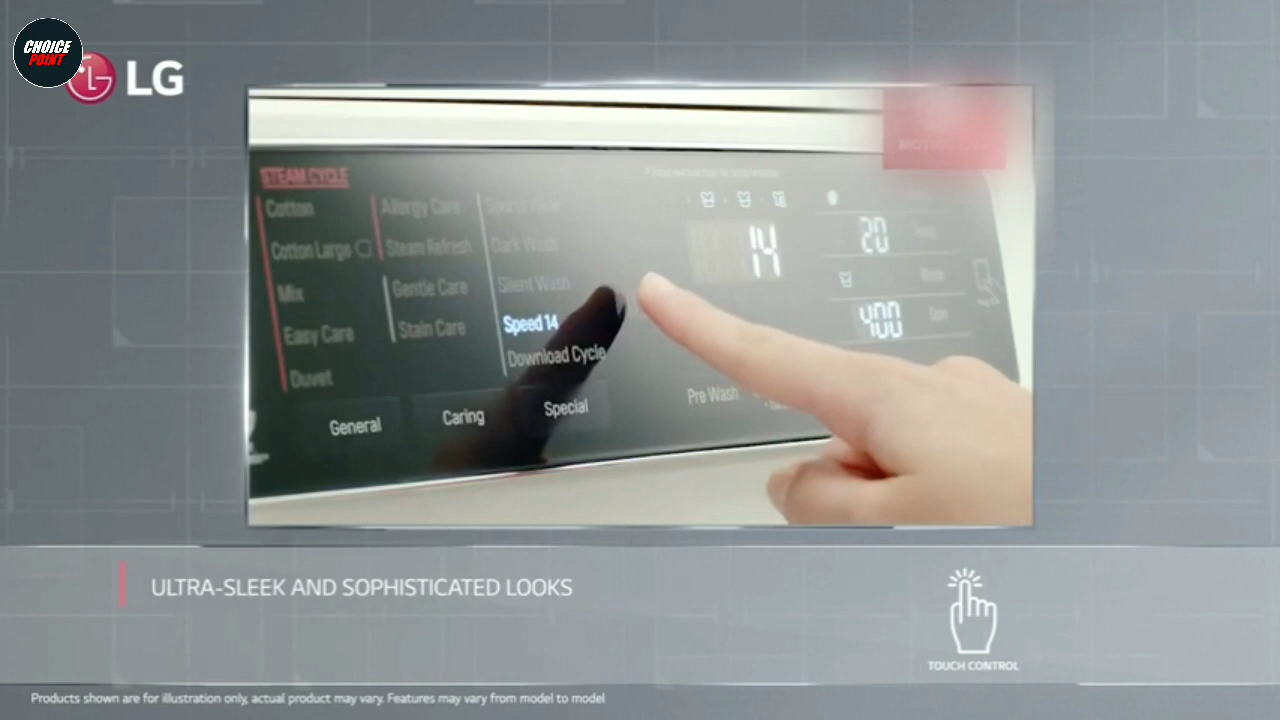 CHOICE
POINT
LG
STEAM CYCLE
Cotton
Cotton Large
Mix
Easy Care
Duvet
Allergy Care
Steam Refresh
Gentle Care
Stain Care
Dark Wash
Silent Wash
Speed 14
Download Cycle
General
Caring
Special
14
20
400
Spin
Pre Wash
ULTRA-SLEEK AND SOPHISTICATED LOOKS
TOUCH CONTROL
Products shown are for illustration only, actual product may vary. Features may vary from model to model